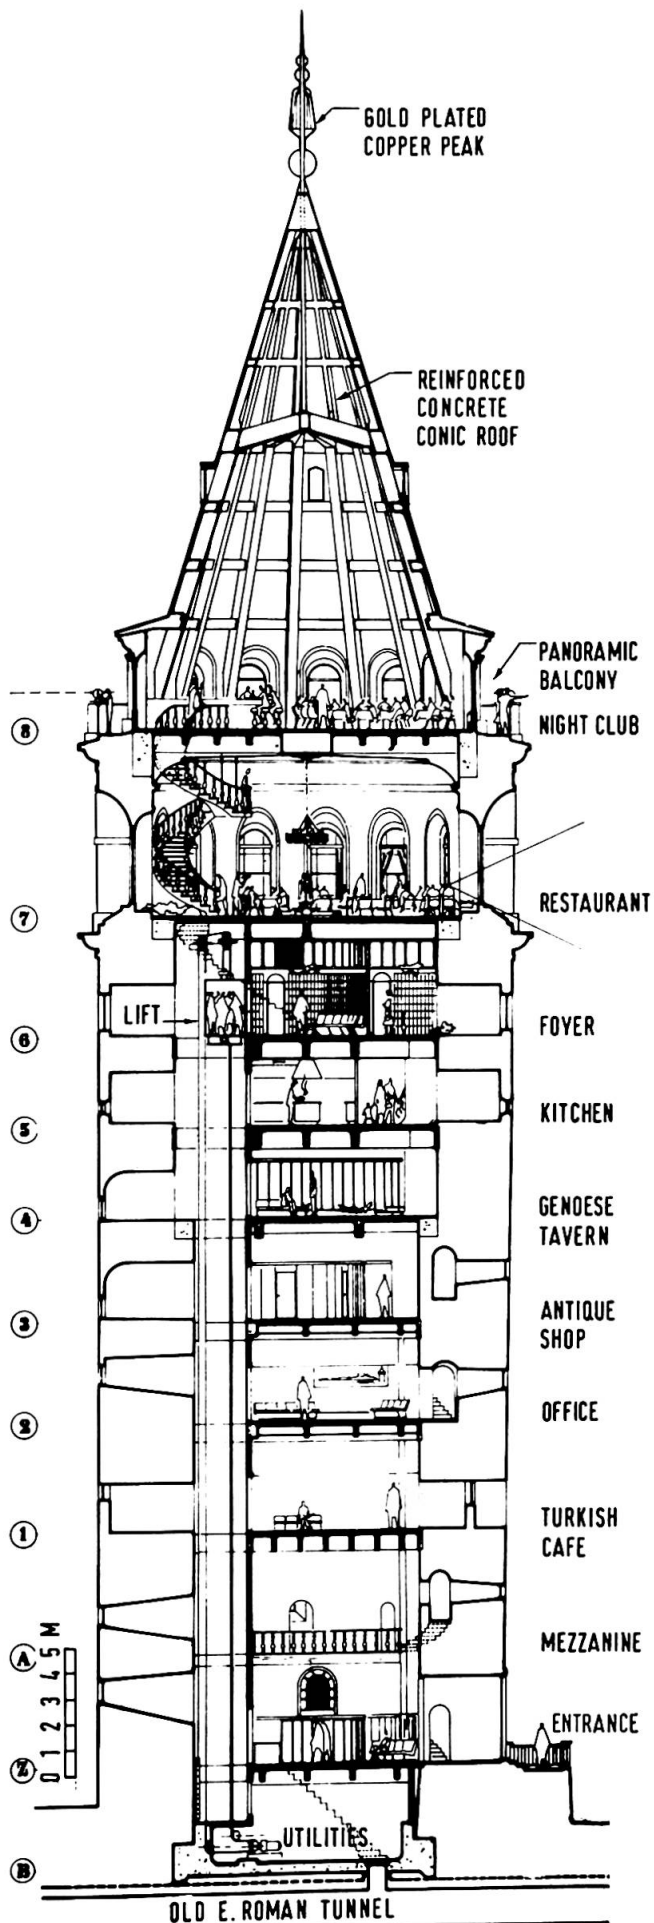 GOLD PLATED
COPPER PEAK
REINFORCED
CONCRETE
CONIC ROOF
PANORAMIC
BALCONY
8
NIGHT CLUB
7
RESTAURANT
LIFT
6
FOYER
5
KITCHEN
4
GENOESE
TAVERN
3
ANTIQUE
SHOP
2
OFFICE
1
TURKISH
CAFE
A
MEZZANINE
0 1 2 3 4 5 M
ENTRANCE
Z
UTILITIES
B
OLD E. ROMAN TUNNEL